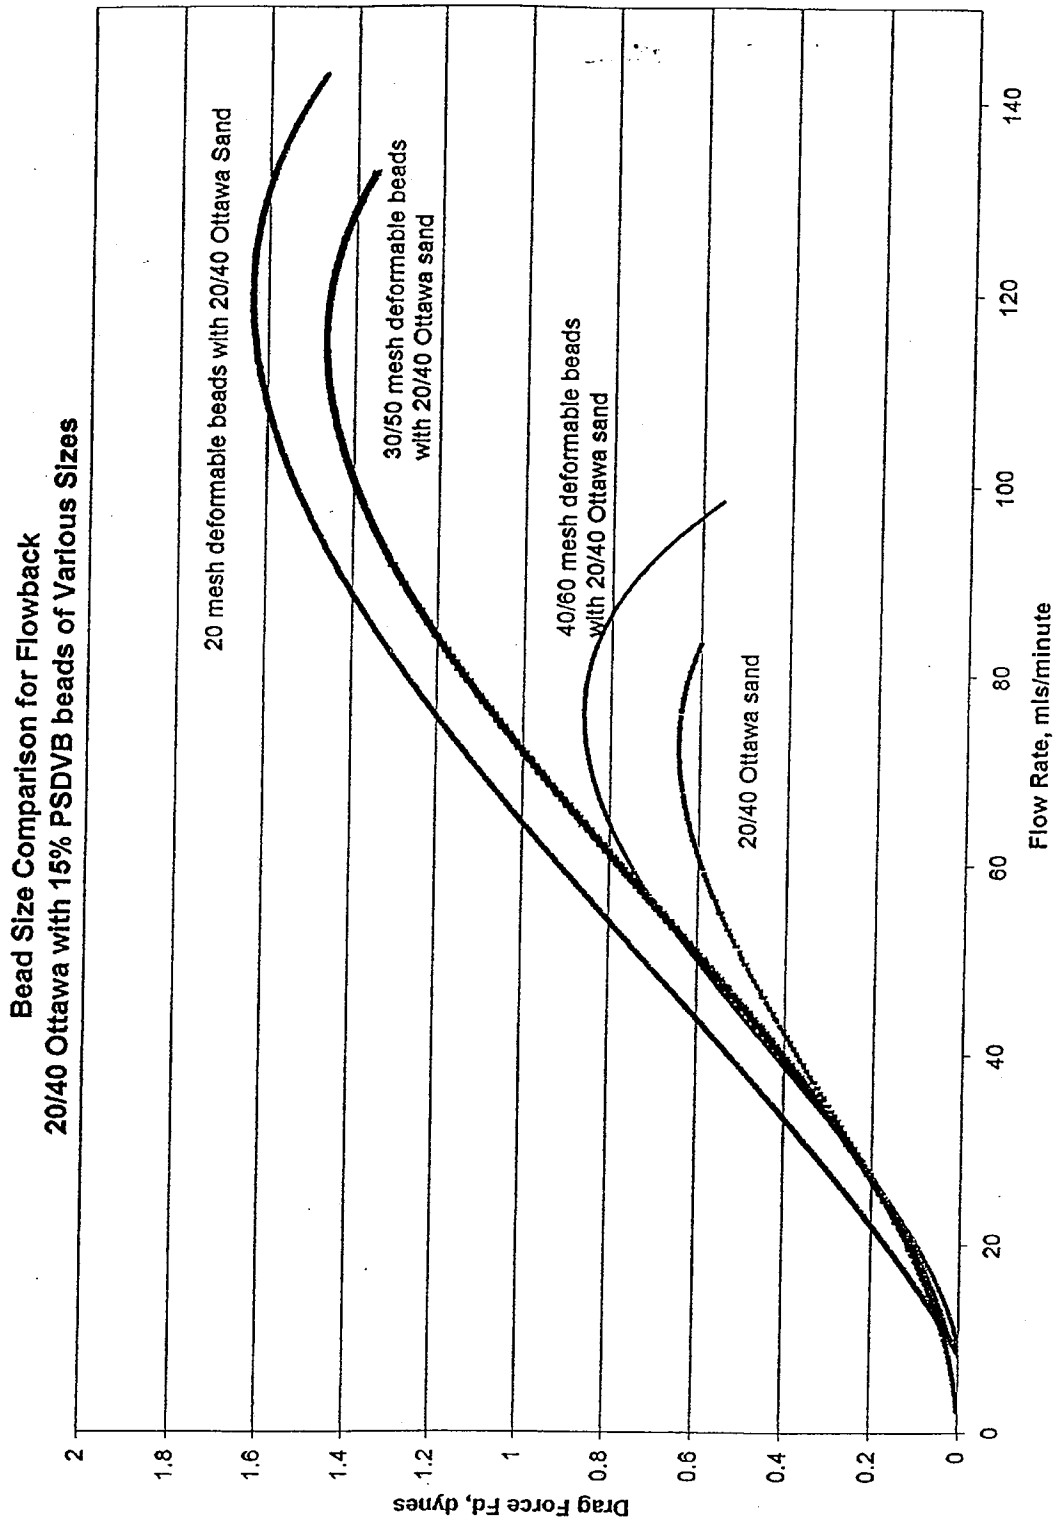 Bead Size Comparison for Flowback
20/40 Ottawa with 15% PSDVB beads of Various Sizes
2
1.8
1.6
1.4
1.2
1
0.8
0.6
0.4
0.2
0
Drag Force Fd, dynes
20 mesh deformable beads with 20/40 Ottawa Sand
30/50 mesh deformable beads
with 20/40 Ottawa sand
40/60 mesh deformable beads
with 20/40 Ottawa sand
20/40 Ottawa sand
0
20
40
60
80
100
120
140
Flow Rate, mls/minute